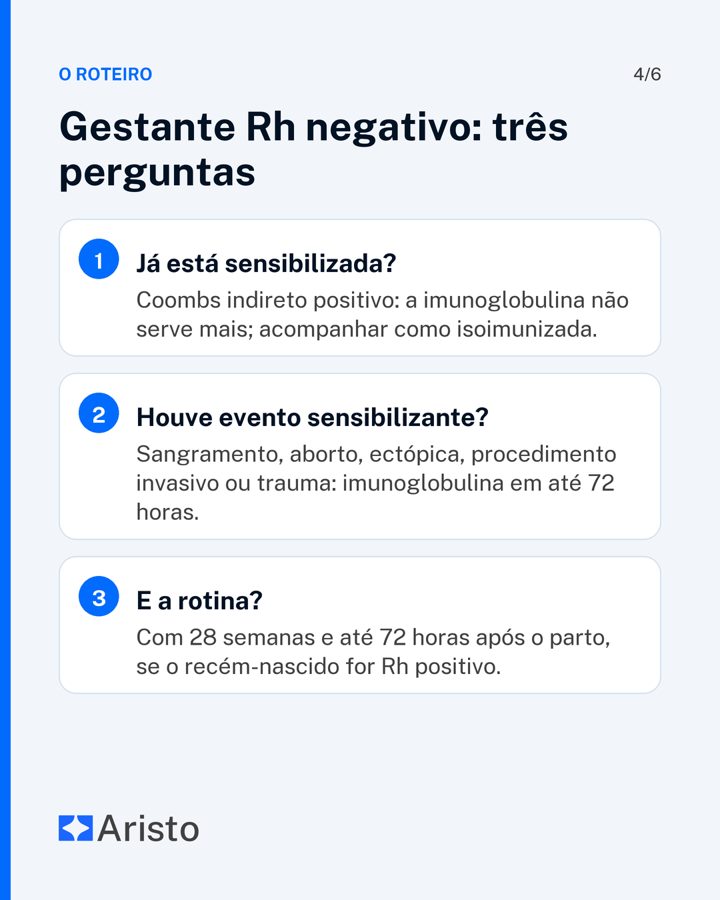 O ROTEIRO
4/6
Gestante Rh negativo: três
perguntas
1
Já está sensibilizada?
Coombs indireto positivo: a imunoglobulina não
serve mais; acompanhar como isoimunizada.
2
Houve evento sensibilizante?
Sangramento, aborto, ectópica, procedimento
invasivo ou trauma: imunoglobulina em até 72
horas.
3
E a rotina?
Com 28 semanas e até 72 horas após o parto,
se o recém-nascido for Rh positivo.
Aristo